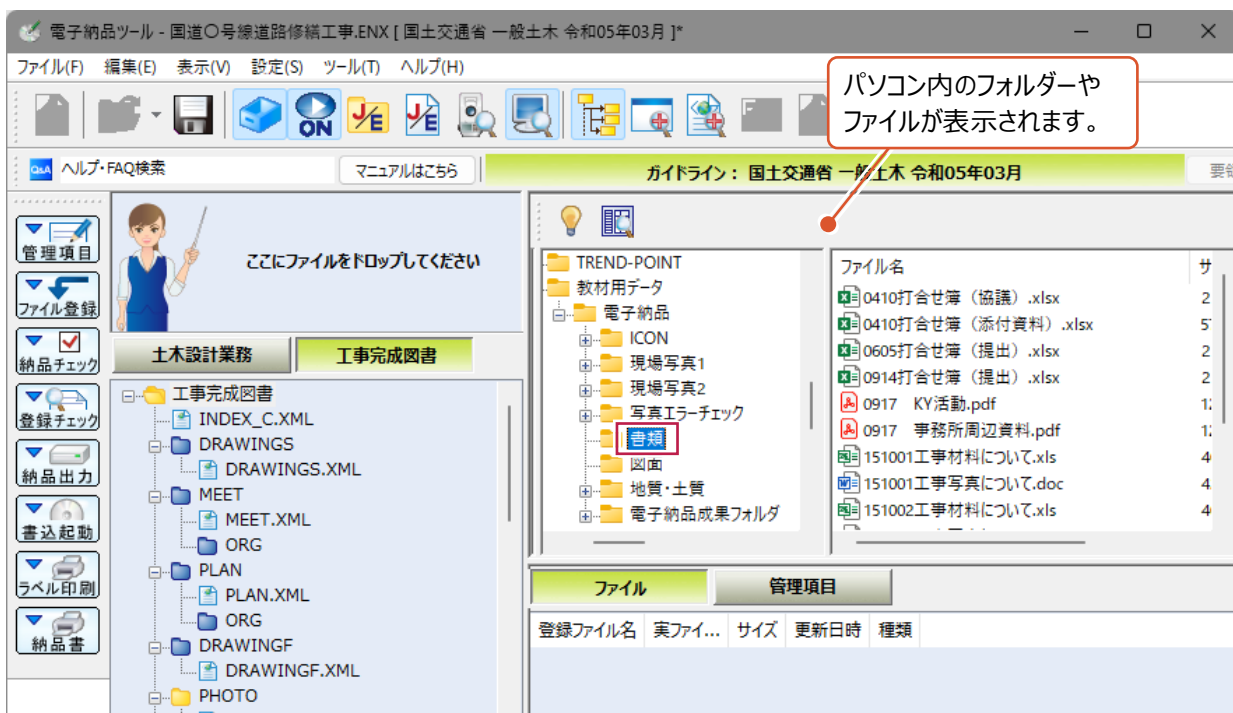 電子納品ツール - 国道〇号線道路修繕工事.ENX [ 国土交通省 一般土木 令和05年03月 ]*
ファイル(F) 編集(E) 表示(V) 設定(S) ツール(T) ヘルプ(H)
パソコン内のフォルダーや
ファイルが表示されます。
ON
J/E
J/E
Q&A ヘルプ・FAQ検索
マニュアルはこちら
ガイドライン： 国土交通省 一般土木 令和05年03月
管理項目
ファイル登録
納品チェック
登録チェック
納品出力
書込起動
ラベル印刷
納品書
ここにファイルをドロップしてください
土木設計業務
工事完成図書
工事完成図書
INDEX_C.XML
DRAWINGS
DRAWINGS.XML
MEET
MEET.XML
ORG
PLAN
PLAN.XML
ORG
DRAWINGF
DRAWINGF.XML
PHOTO
TREND-POINT
教材用データ
電子納品
ICON
現場写真1
現場写真2
写真エラーチェック
書類
図面
地質・土質
電子納品成果フォルダ
ファイル名
0410打合せ簿（協議）.xlsx
0410打合せ簿（添付資料）.xlsx
0605打合せ簿（提出）.xlsx
0914打合せ簿（提出）.xlsx
0917 KY活動.pdf
0917 事務所周辺資料.pdf
151001工事材料について.xls
151001工事写真について.doc
151002工事材料について.xls
ファイル
管理項目
登録ファイル名 実ファイ... サイズ 更新日時 種類